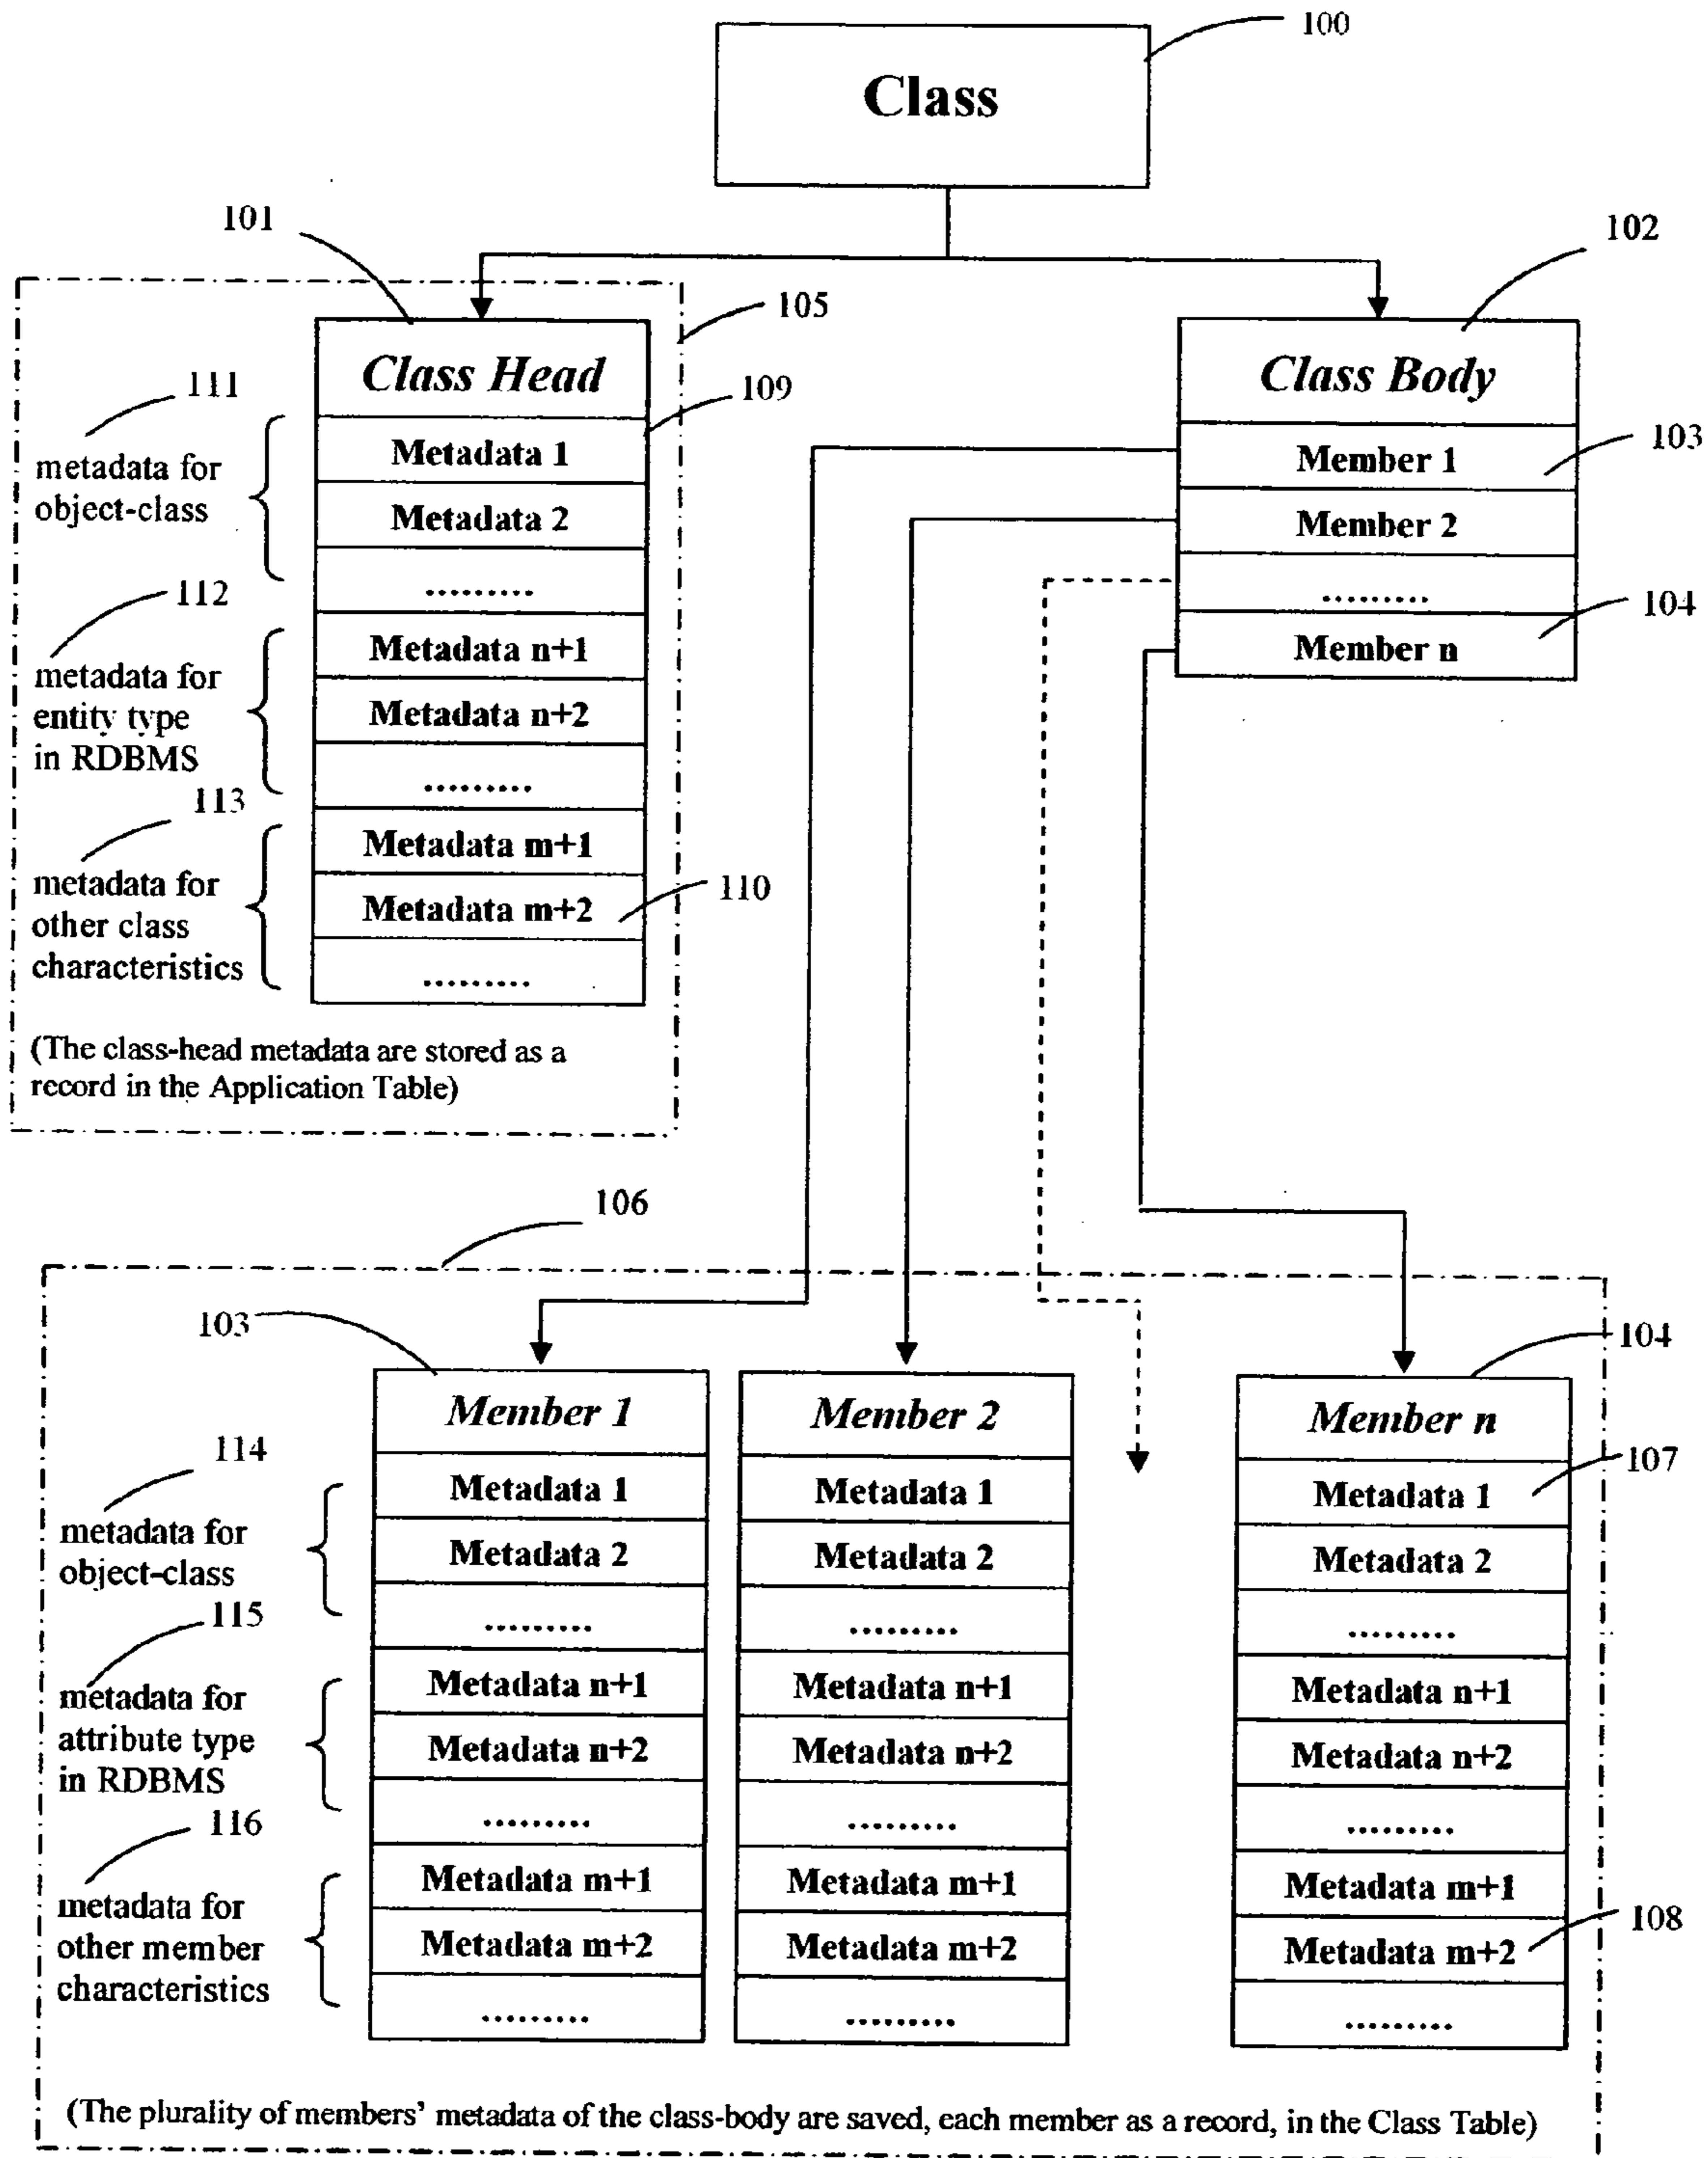 100
Class
101
102
105
Class Head
Class Body
111
109
metadata for
object-class
Metadata 1
Metadata 2
.........
Member 1
103
Member 2
.........
Member n
104
112
metadata for
entity type
in RDBMS
Metadata n+1
Metadata n+2
.........
113
metadata for
other class
characteristics
Metadata m+1
Metadata m+2
110
.........
(The class-head metadata are stored as a
record in the Application Table)
106
103
104
Member 1
Member 2
Member n
114
107
metadata for
object-class
Metadata 1
Metadata 1
Metadata 1
Metadata 2
Metadata 2
Metadata 2
.........
.........
.........
115
metadata for
attribute type
in RDBMS
Metadata n+1
Metadata n+1
Metadata n+1
Metadata n+2
Metadata n+2
Metadata n+2
.........
.........
.........
116
metadata for
other member
characteristics
Metadata m+1
Metadata m+1
Metadata m+1
Metadata m+2
Metadata m+2
Metadata m+2
108
.........
.........
.........
(The plurality of members’ metadata of the class-body are saved, each member as a record, in the Class Table)